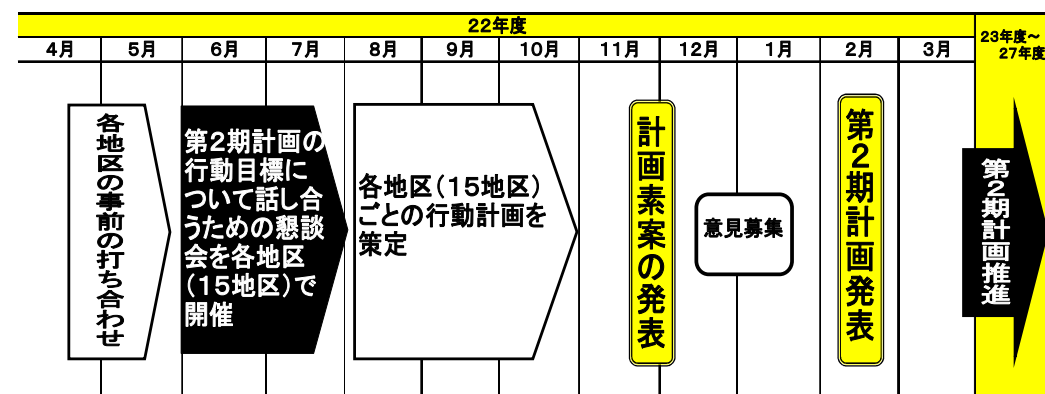 22年度
23年度～
27年度
4月
5月
6月
7月
8月
9月
10月
11月
12月
1月
2月
3月
各地区の事前の打ち合わせ
第2期計画の
行動目標に
ついて話し合
うための懇談
会を各地区
(15地区)で
開催
各地区(15地区)
ごとの行動計画を
策定
計画素案の発表
意見募集
第2期計画発表
第2期計画推進